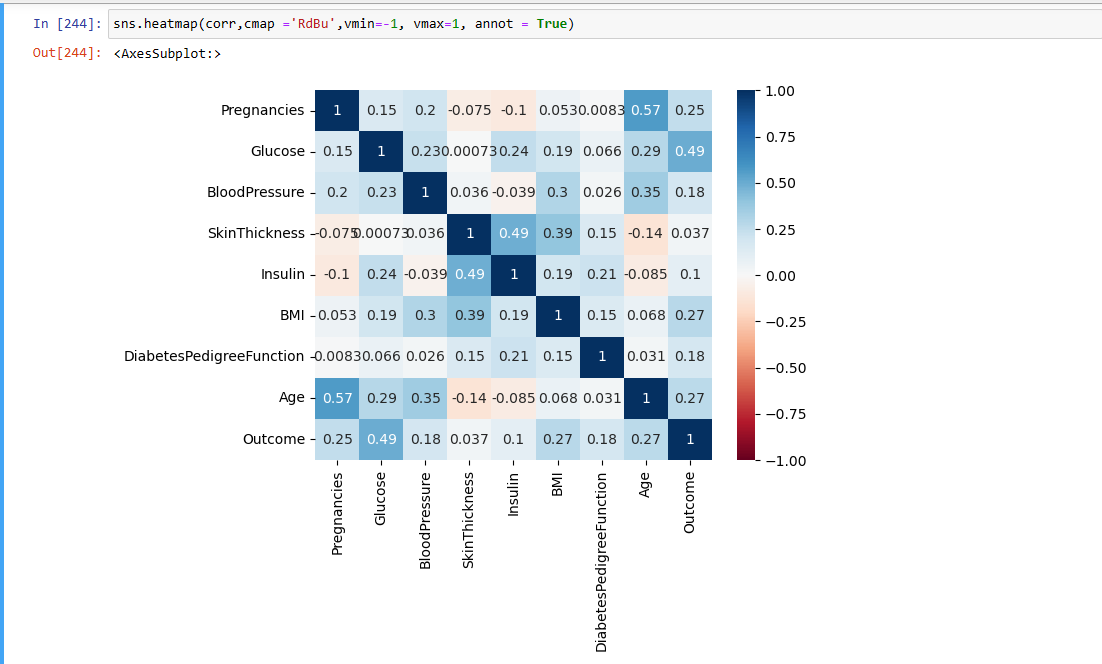 In [244]: sns.heatmap(corr,cmap ='RdBu',vmin=-1, vmax=1, annot = True)
Out[244]: <AxesSubplot:>
Pregnancies 1 0.15 0.2 -0.075 -0.1 0.053 0.0083 0.57 0.25
Glucose 0.15 1 0.23 0.00073 0.24 0.19 0.066 0.29 0.49
BloodPressure 0.2 0.23 1 0.036 -0.039 0.3 0.026 0.35 0.18
SkinThickness -0.075 0.00073 0.036 1 0.49 0.39 0.15 -0.14 0.037
Insulin -0.1 0.24 -0.039 0.49 1 0.19 0.21 -0.085 0.1
BMI 0.053 0.19 0.3 0.39 0.19 1 0.15 0.068 0.27
DiabetesPedigreeFunction -0.0083 0.066 0.026 0.15 0.21 0.15 1 0.031 0.18
Age 0.57 0.29 0.35 -0.14 -0.085 0.068 0.031 1 0.27
Outcome 0.25 0.49 0.18 0.037 0.1 0.27 0.18 0.27 1
Pregnancies
Glucose
BloodPressure
SkinThickness
Insulin
BMI
DiabetesPedigreeFunction
Age
Outcome
1.00
0.75
0.50
0.25
0.00
−0.25
−0.50
−0.75
−1.00